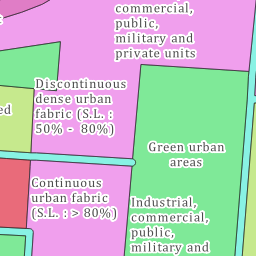 commercial,
public,
military and
private units
Discontinuous
dense urban
fabric (S.L. :
50% - 80%)
Green urban
areas
Continuous
urban fabric
(S.L. : > 80%)
Industrial,
commercial,
public,
military and